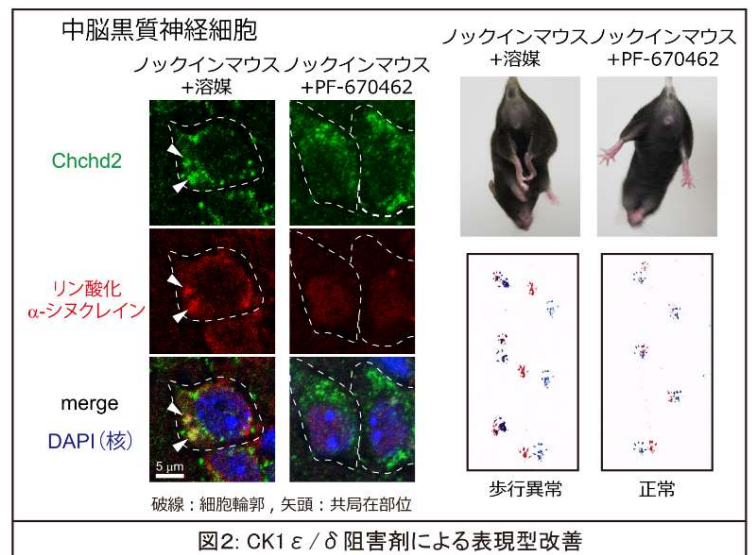 中脳黒質神経細胞
ノックインマウス
+溶媒
ノックインマウス
+PF-670462
Chchd2
リン酸化
α-シヌクレイン
merge
DAPI(核)
5 μm
破線:細胞輪郭,矢頭:共局在部位
ノックインマウス
+溶媒
ノックインマウス
+PF-670462
歩行異常
正常
図2: CK1ε/δ阻害剤による表現型改善